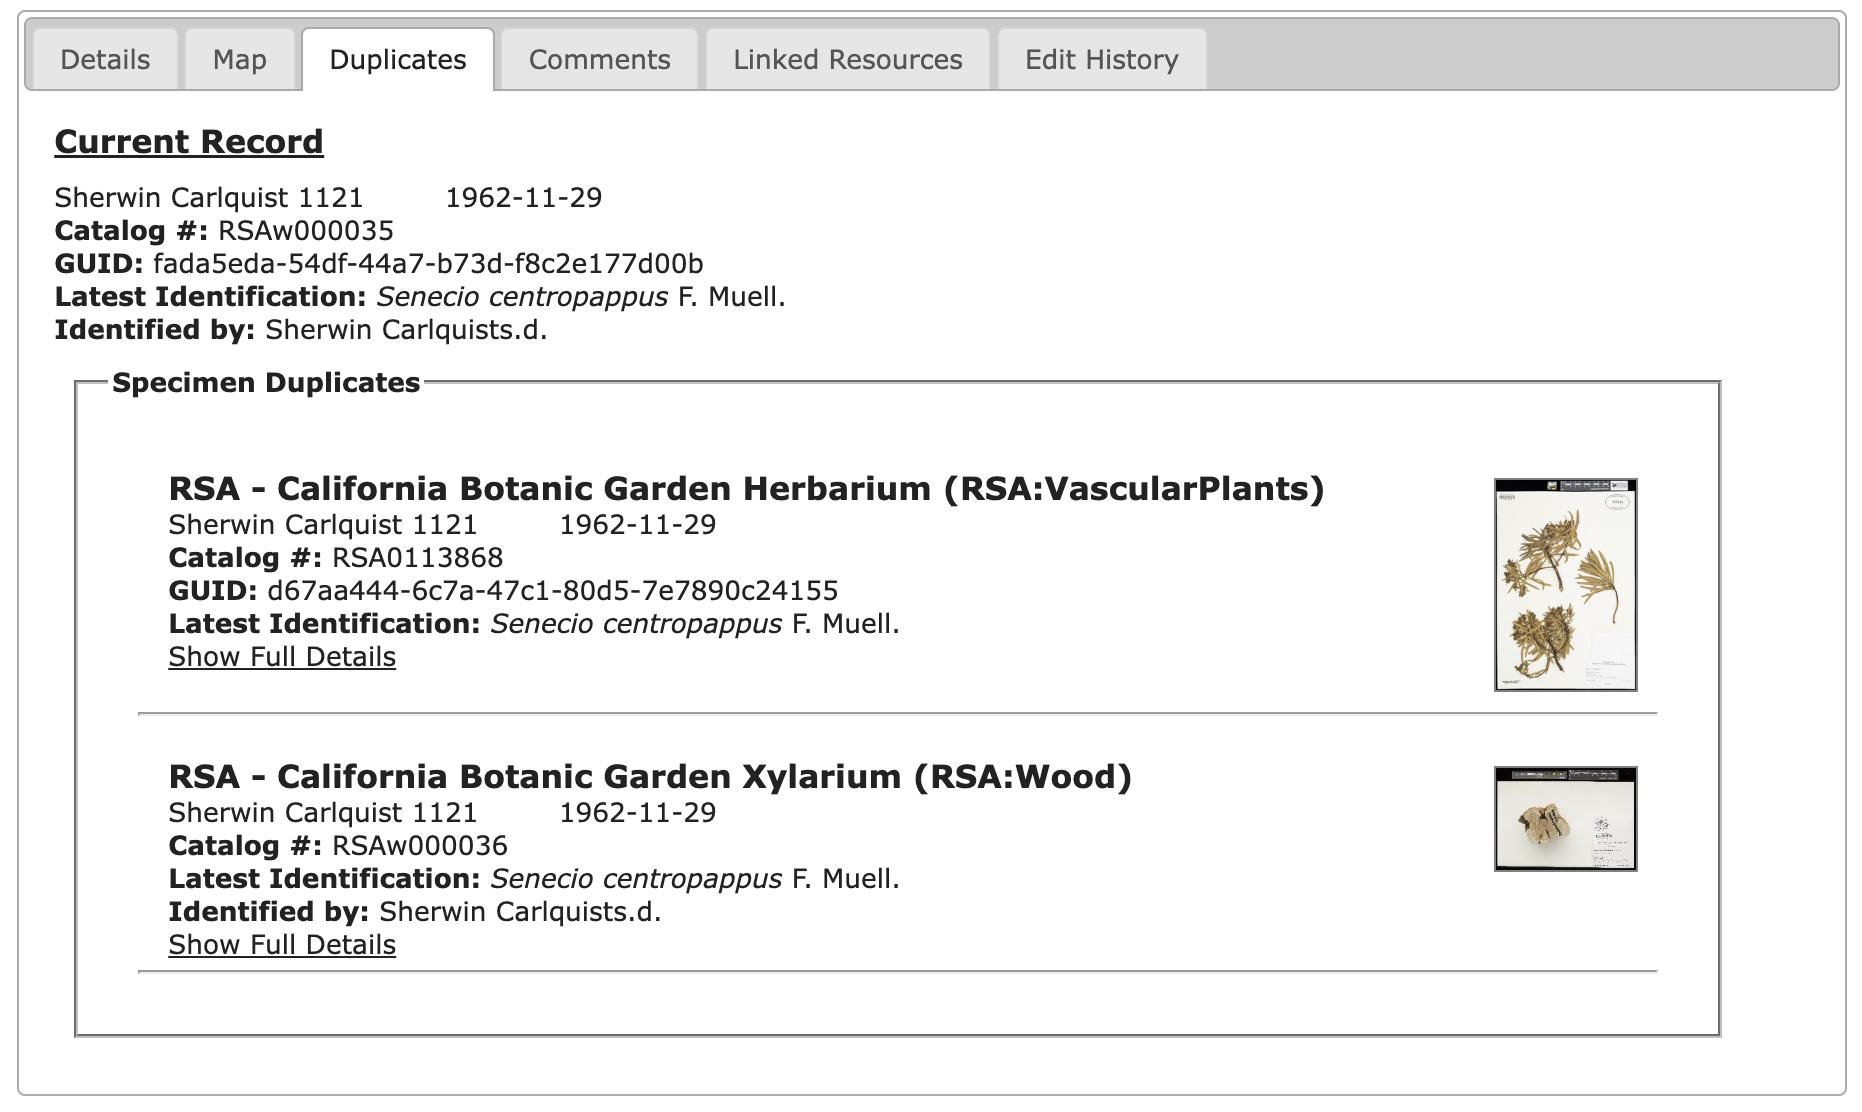 Details Map Duplicates Comments Linked Resources Edit History
Current Record
Sherwin Carlquist 1121 1962-11-29
Catalog #: RSAw000035
GUID: fada5eda-54df-44a7-b73d-f8c2e177d00b
Latest Identification: Senecio centropappus F. Muell.
Identified by: Sherwin Carlquists.d.
Specimen Duplicates
RSA - California Botanic Garden Herbarium (RSA:VascularPlants)
Sherwin Carlquist 1121 1962-11-29
Catalog #: RSA0113868
GUID: d67aa444-6c7a-47c1-80d5-7e7890c24155
Latest Identification: Senecio centropappus F. Muell.
Show Full Details
RSA - California Botanic Garden Xylarium (RSA:Wood)
Sherwin Carlquist 1121 1962-11-29
Catalog #: RSAw000036
Latest Identification: Senecio centropappus F. Muell.
Identified by: Sherwin Carlquists.d.
Show Full Details